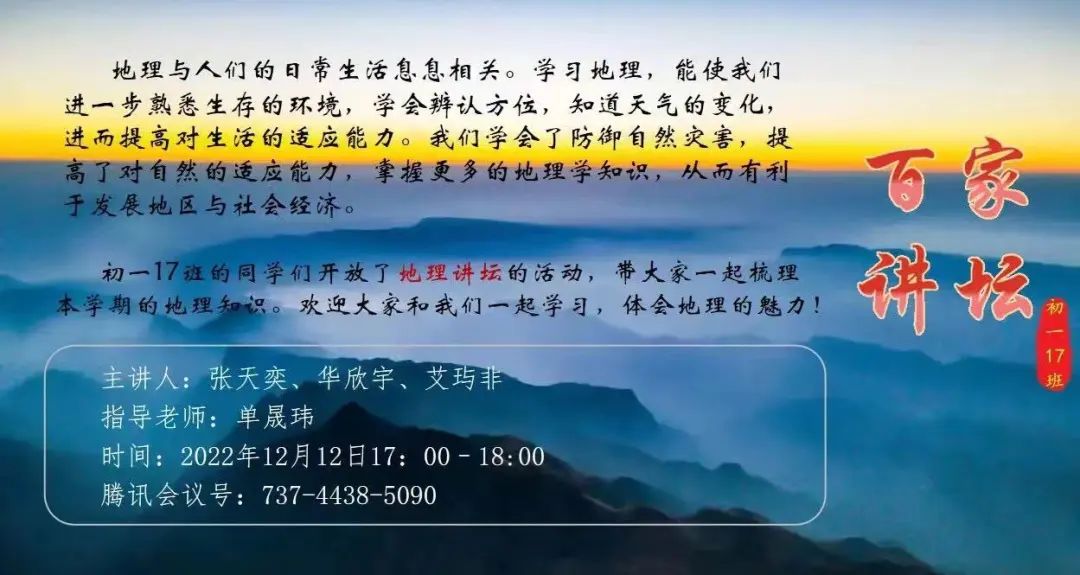 地理与人们的日常生活息息相关。学习地理，能使我们
进一步熟悉生存的环境，学会辨认方位，知道天气的变化，
进而提高对生活的适应能力。我们学会了防御自然灾害，提
高了对自然的适应能力，掌握更多的地理学知识，从而有利
于发展地区与社会经济。
初一17班的同学们开放了地理讲坛的活动，带大家一起梳理
本学期的地理知识。欢迎大家和我们一起学习，体会地理的魅力！
百家
讲坛
初一17班
主讲人：张天奕、华欣宇、艾玙非
指导老师：单晟玮
时间：2022年12月12日17：00-18:00
腾讯会议号：737-4438-5090